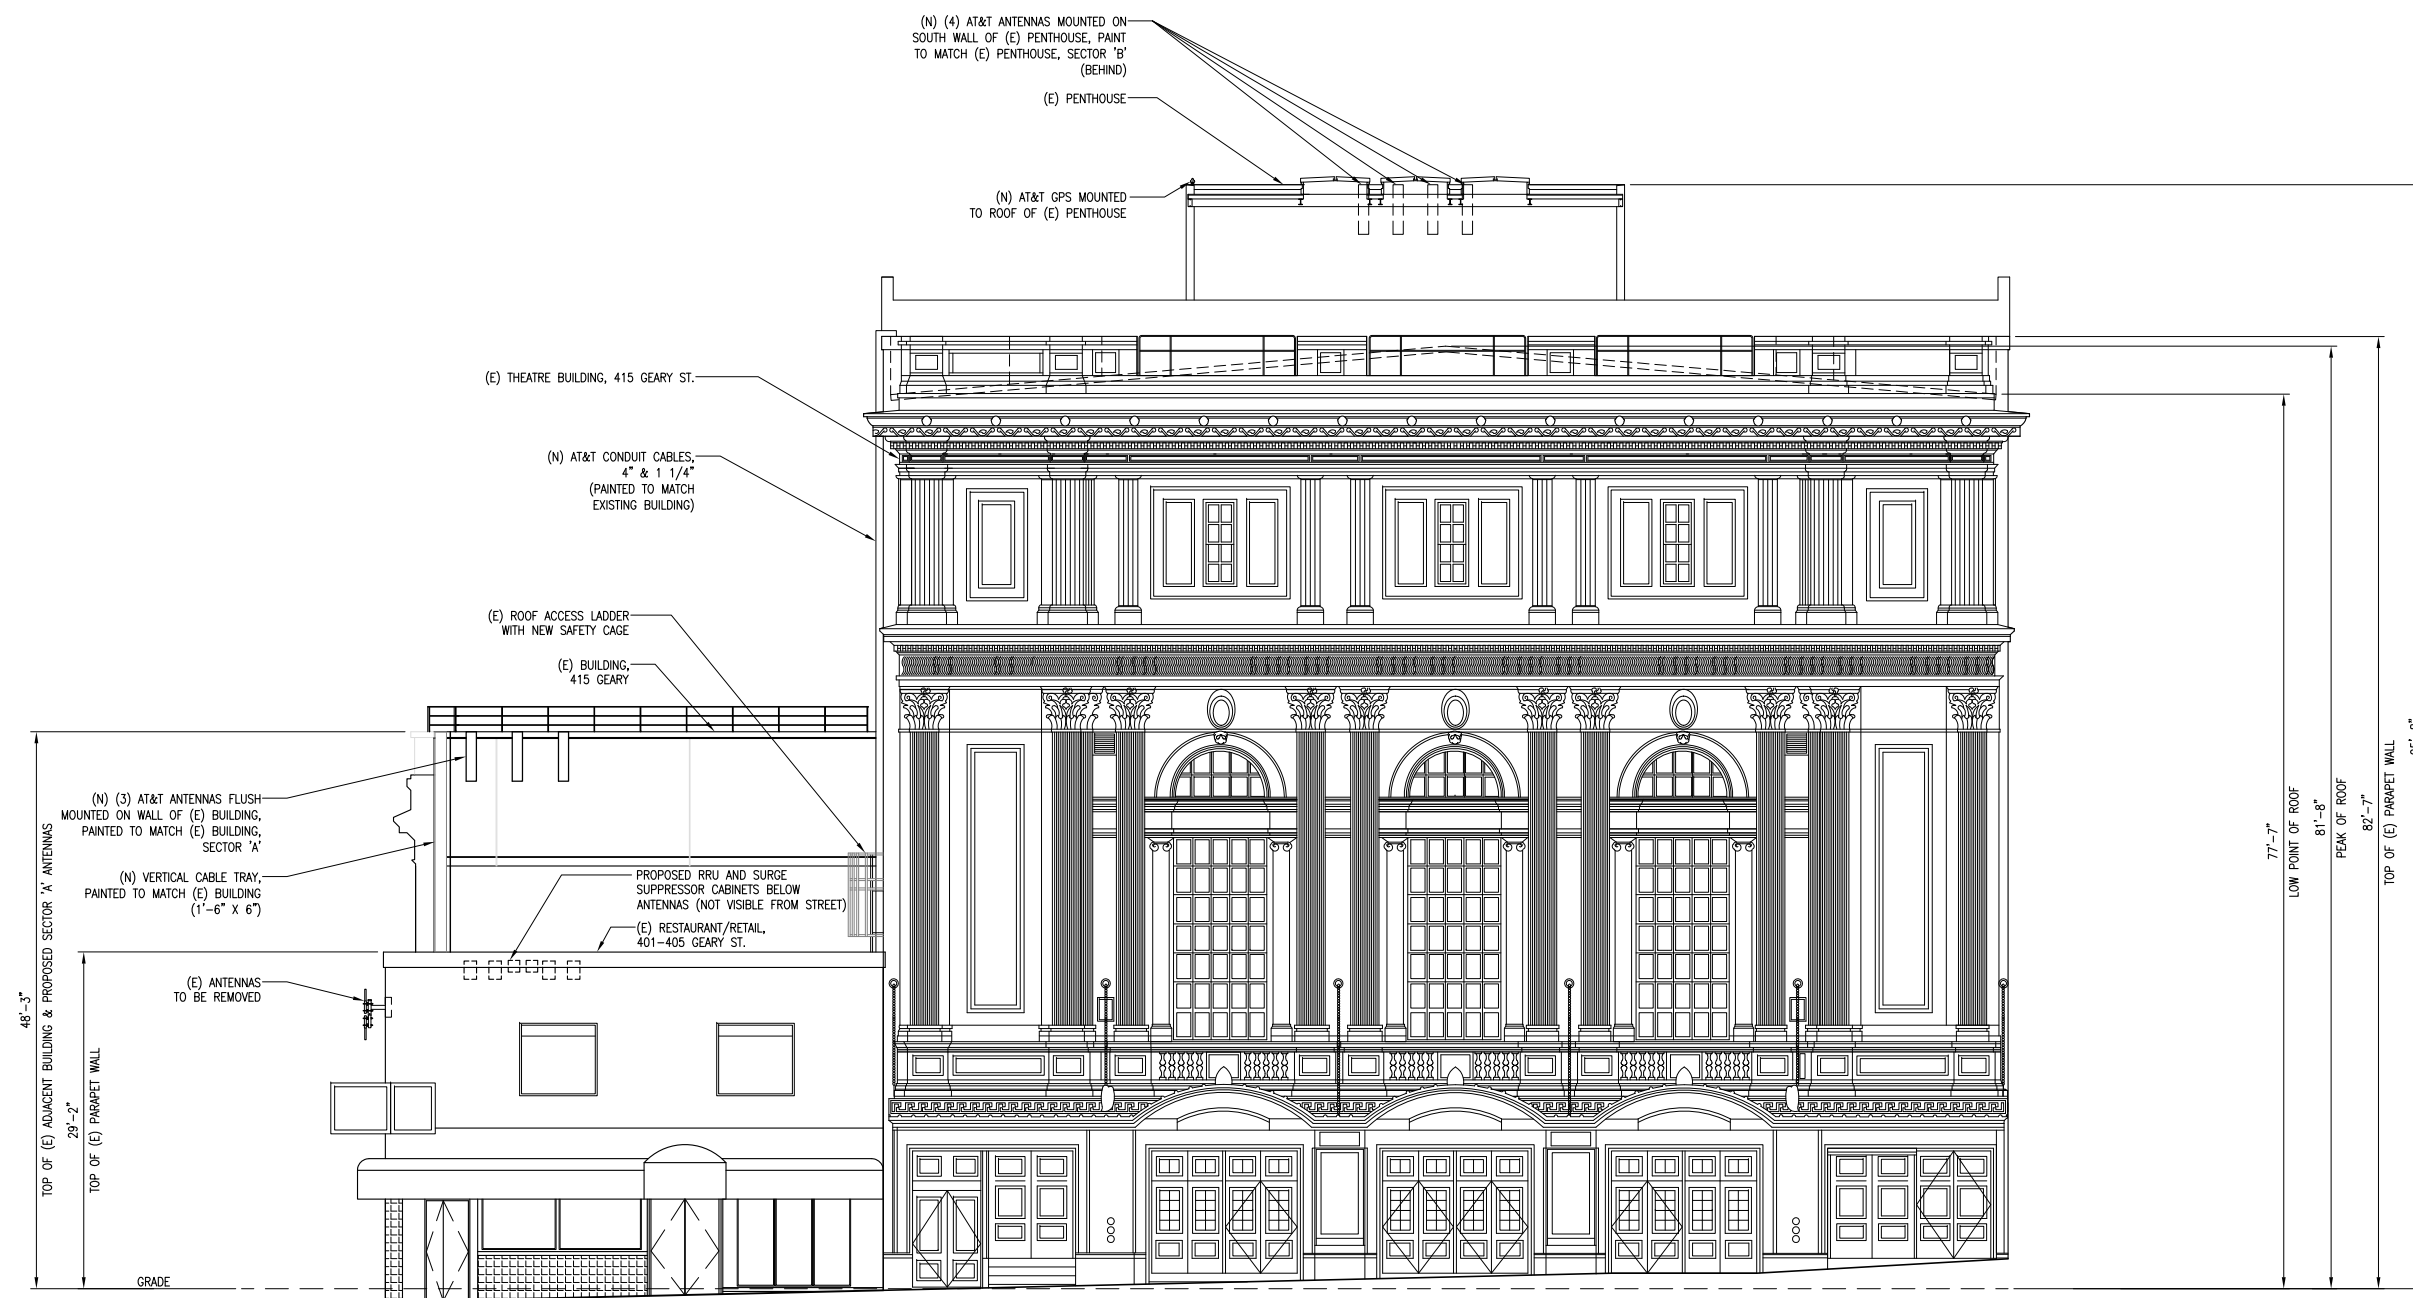 (N) (4) AT&T ANTENNAS MOUNTED ON
SOUTH WALL OF (E) PENTHOUSE, PAINT
TO MATCH (E) PENTHOUSE, SECTOR 'B'
(BEHIND)
(E) PENTHOUSE
(N) AT&T GPS MOUNTED
TO ROOF OF (E) PENTHOUSE
(E) THEATRE BUILDING, 415 GEARY ST.
(N) AT&T CONDUIT CABLES,
4" & 1 1/4"
(PAINTED TO MATCH
EXISTING BUILDING)
(E) ROOF ACCESS LADDER
WITH NEW SAFETY CAGE
(E) BUILDING,
415 GEARY
(N) (3) AT&T ANTENNAS FLUSH
MOUNTED ON WALL OF (E) BUILDING,
PAINTED TO MATCH (E) BUILDING,
SECTOR 'A'
(N) VERTICAL CABLE TRAY,
PAINTED TO MATCH (E) BUILDING
(1'-6" X 6")
PROPOSED RRU AND SURGE
SUPPRESSOR CABINETS BELOW
ANTENNAS (NOT VISIBLE FROM STREET)
(E) RESTAURANT/RETAIL,
401-405 GEARY ST.
(E) ANTENNAS
TO BE REMOVED
48'-3"
TOP OF (E) ADJACENT BUILDING & PROPOSED SECTOR 'A' ANTENNAS
29'-2"
TOP OF (E) PARAPET WALL
GRADE
77'-7"
LOW POINT OF ROOF
81'-8"
PEAK OF ROOF
82'-7"
TOP OF (E) PARAPET WALL